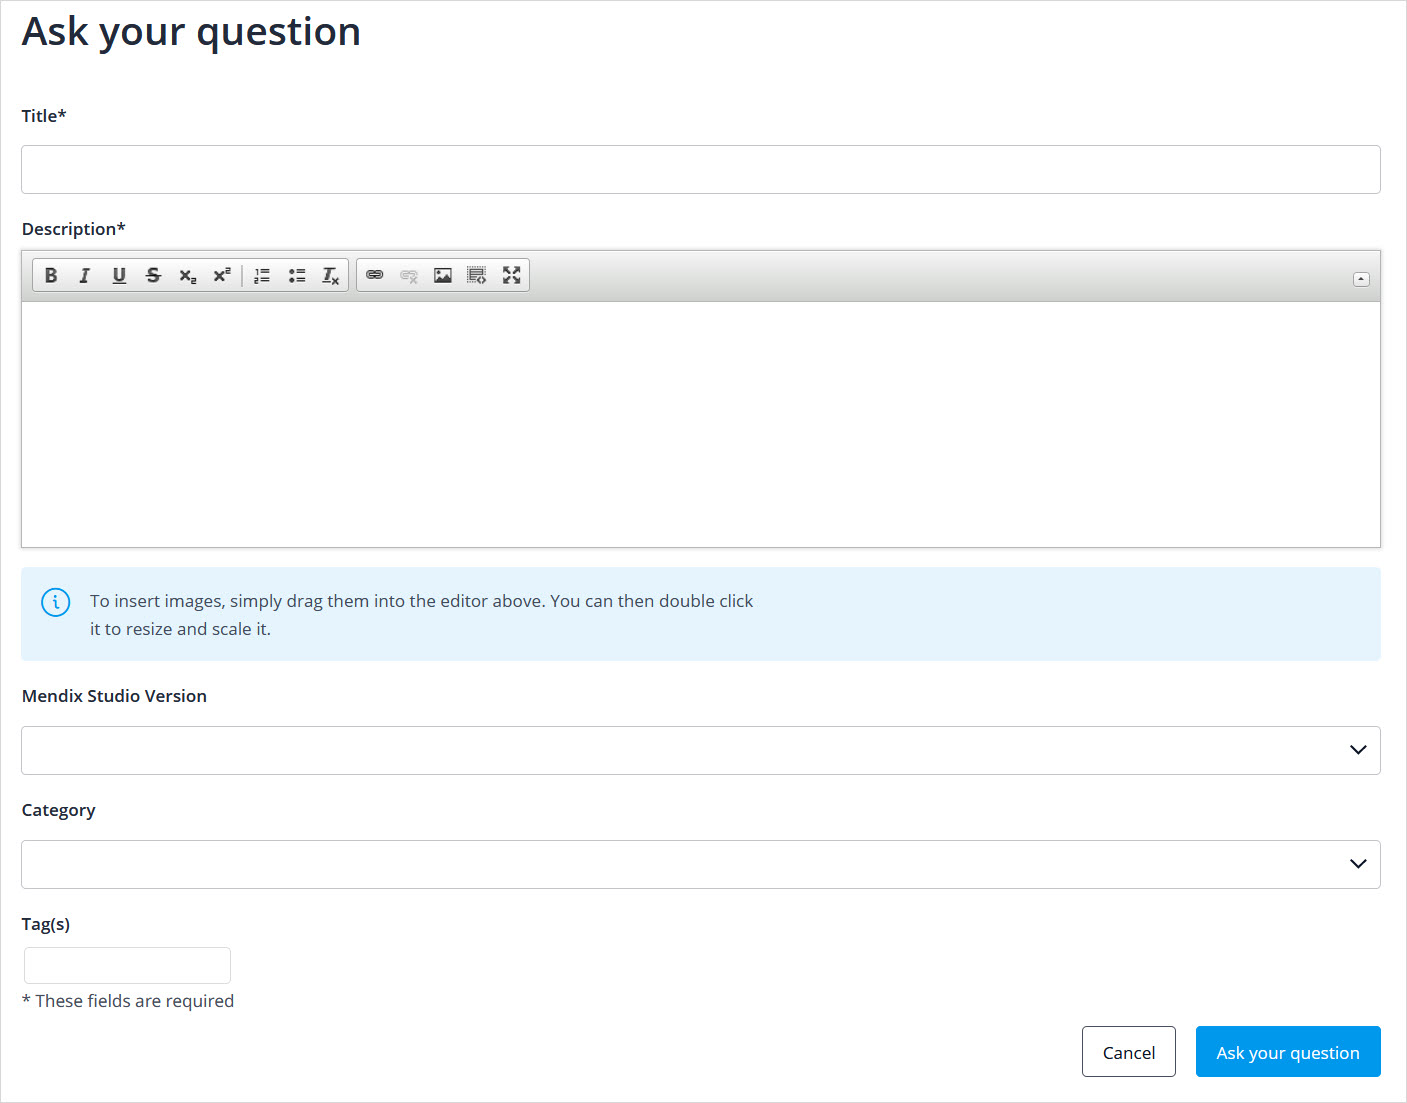 Ask your question
Title*
Description*
To insert images, simply drag them into the editor above. You can then double click
it to resize and scale it.
Mendix Studio Version
Category
Tag(s)
* These fields are required
Cancel
Ask your question